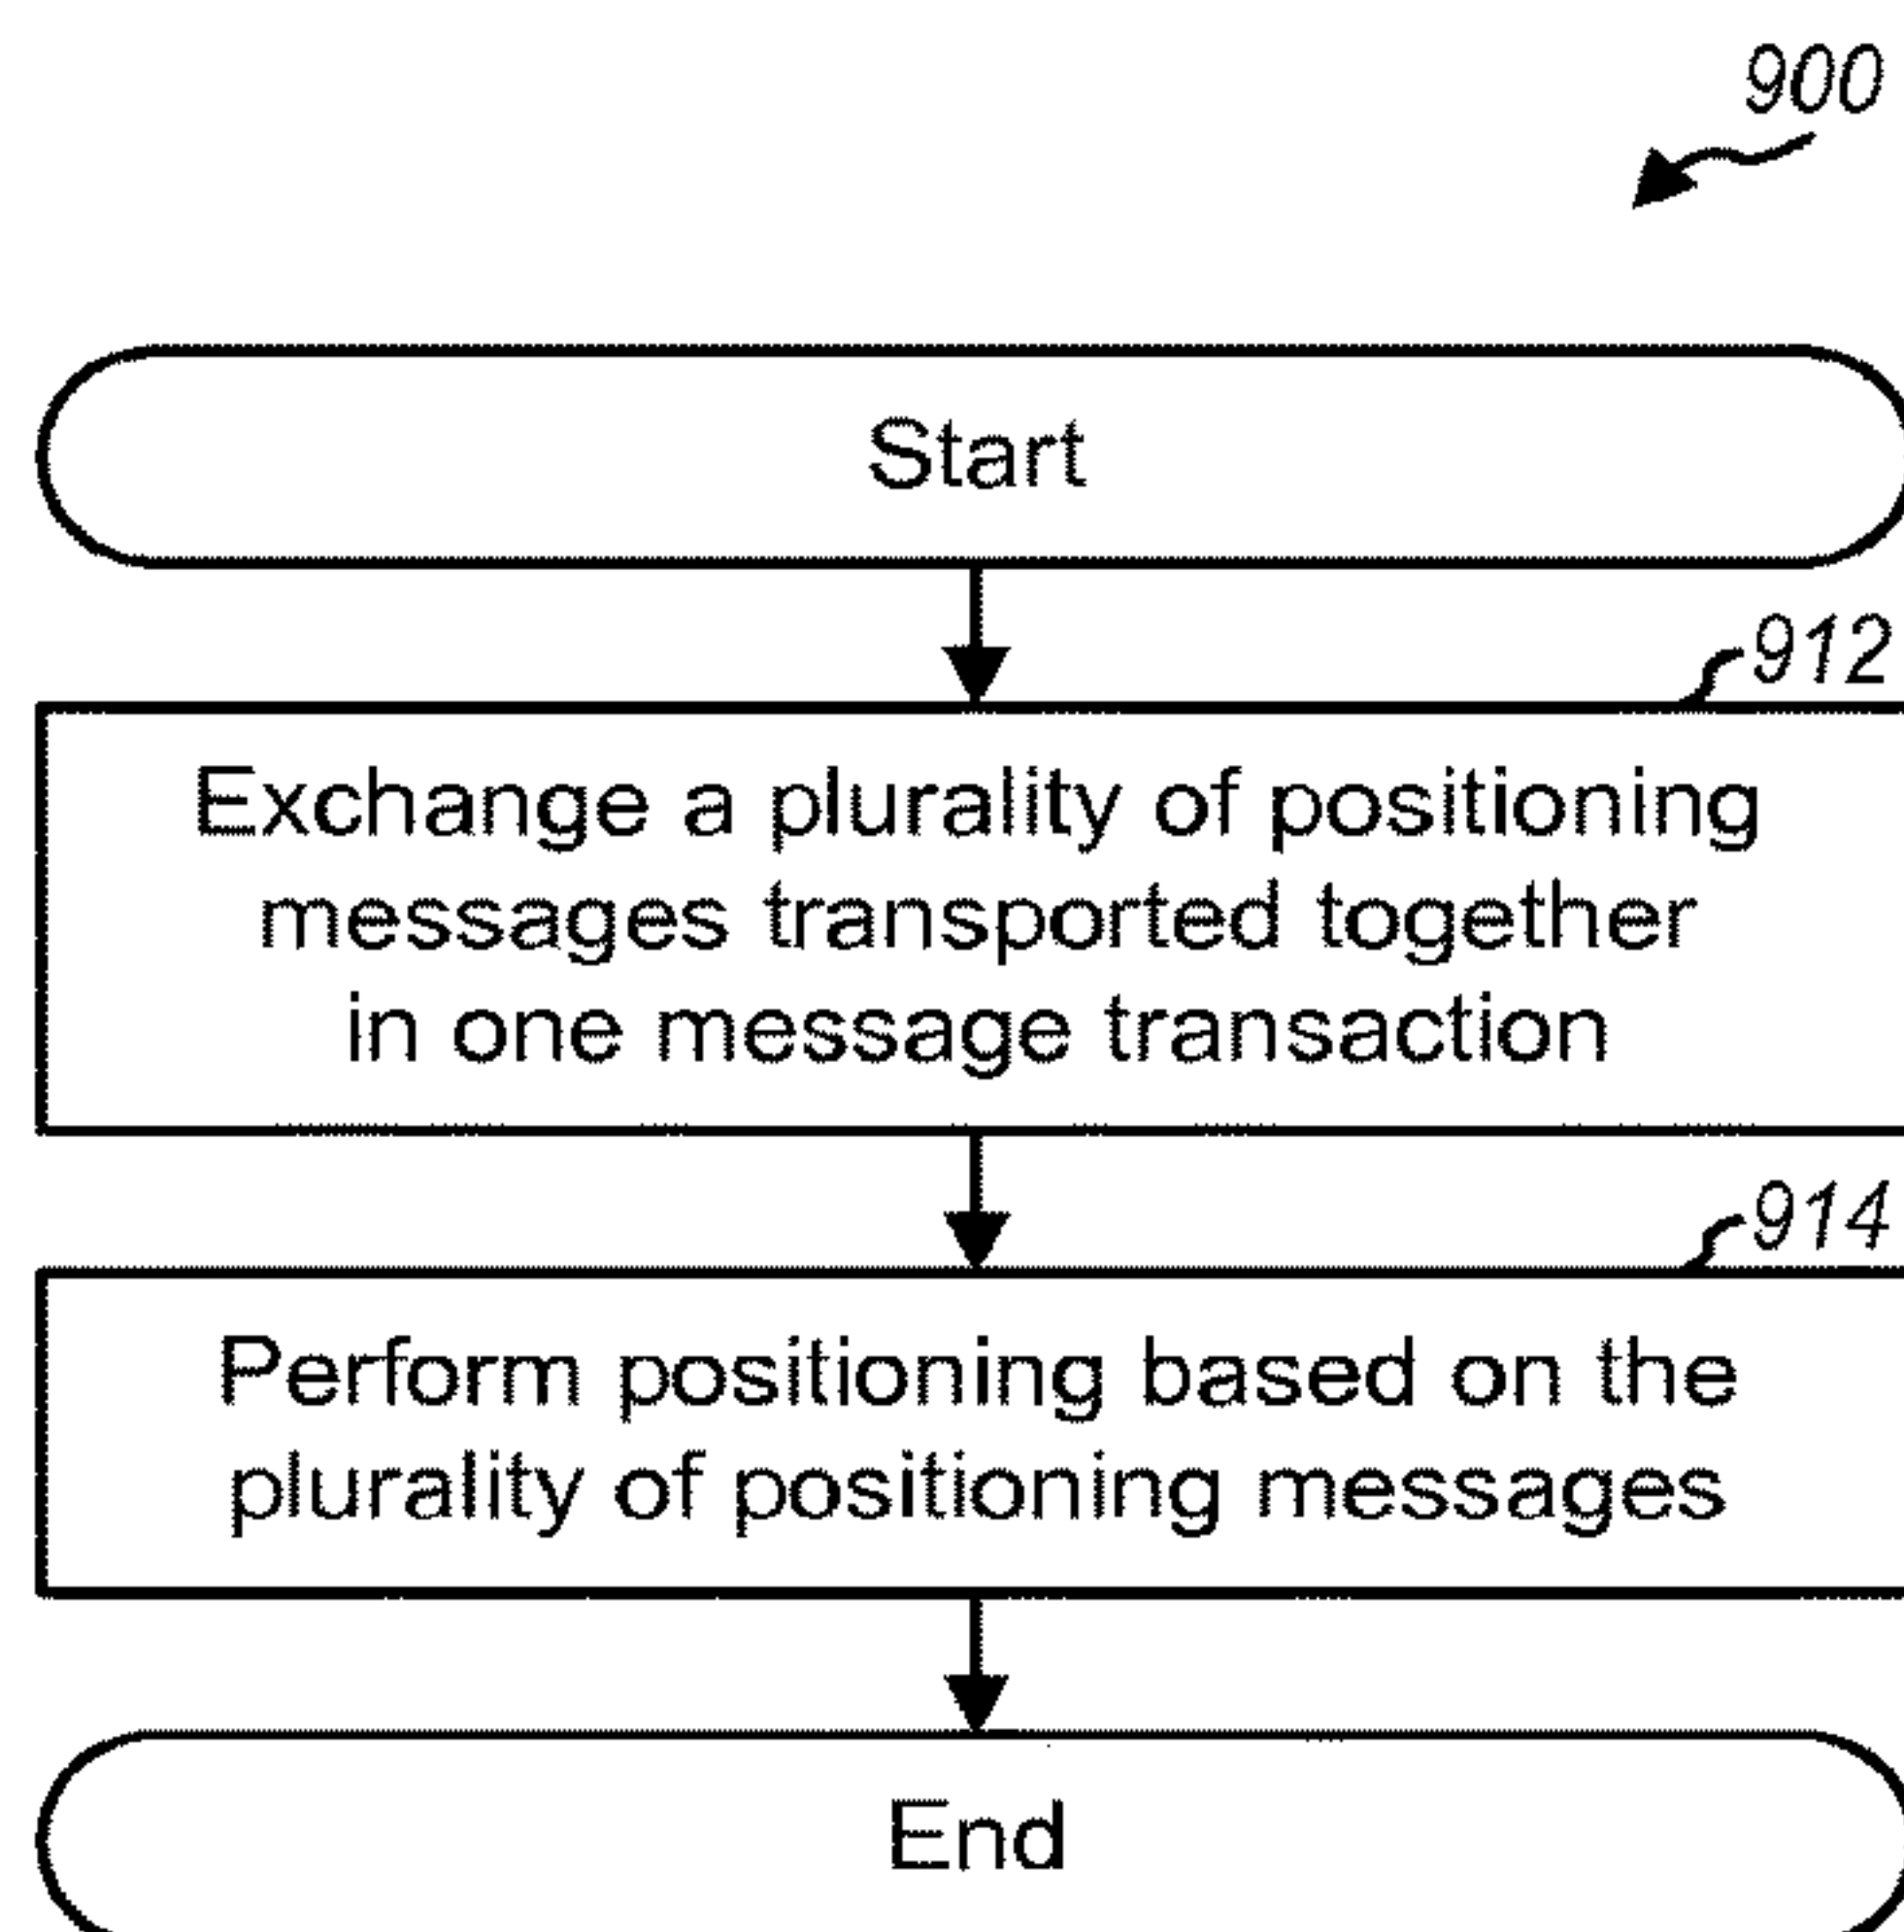 900
Start
912
Exchange a plurality of positioning
messages transported together
in one message transaction
914
Perform positioning based on the
plurality of positioning messages
End